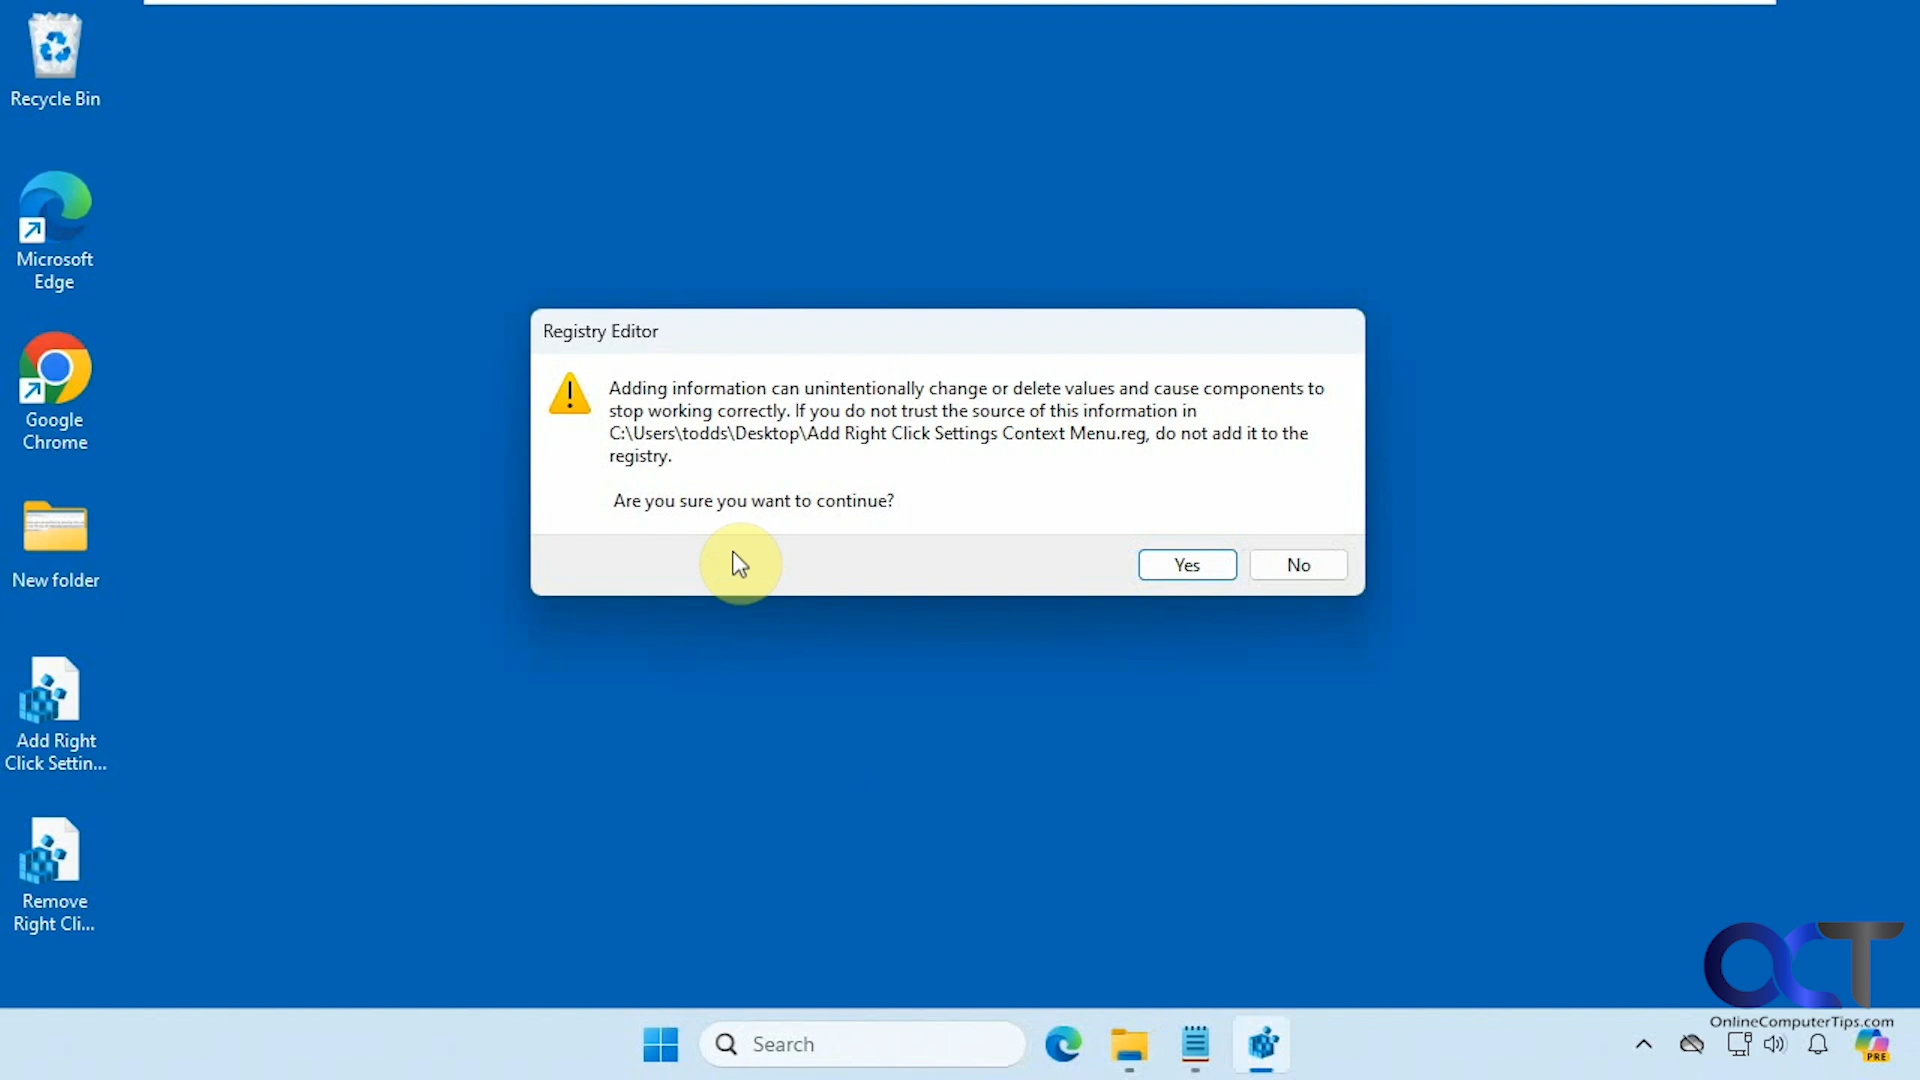 Recycle Bin
Microsoft
Edge
Google
Chrome
New folder
Add Right
Click Settin...
Remove
Right Cli...
Registry Editor
Adding information can unintentionally change or delete values and cause components to
stop working correctly. If you do not trust the source of this information in
C:\Users\todds\Desktop\Add Right Click Settings Context Menu.reg, do not add it to the
registry.
Are you sure you want to continue?
Yes
No
OCT
OnlineComputerTips.com
Search
PRE